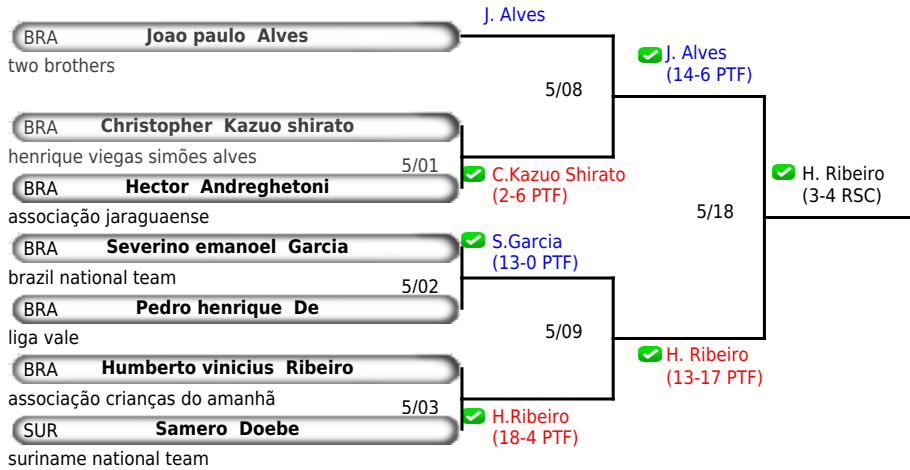 J. Alves
BRA Joao paulo Alves
two brothers
J. Alves
(14-6 PTF)
5/08
BRA Christopher Kazuo shirato
henrique viegas simões alves
5/01
C.Kazuo Shirato
(2-6 PTF)
BRA Hector Andreghetoni
associação jaraguaense
H. Ribeiro
(3-4 RSC)
5/18
BRA Severino emanoel Garcia
brazil national team
S.Garcia
(13-0 PTF)
5/02
BRA Pedro henrique De
liga vale
5/09
H. Ribeiro
(13-17 PTF)
BRA Humberto vinicius Ribeiro
associação crianças do amanhã
5/03
H.Ribeiro
(18-4 PTF)
SUR Samero Doebe
suriname national team